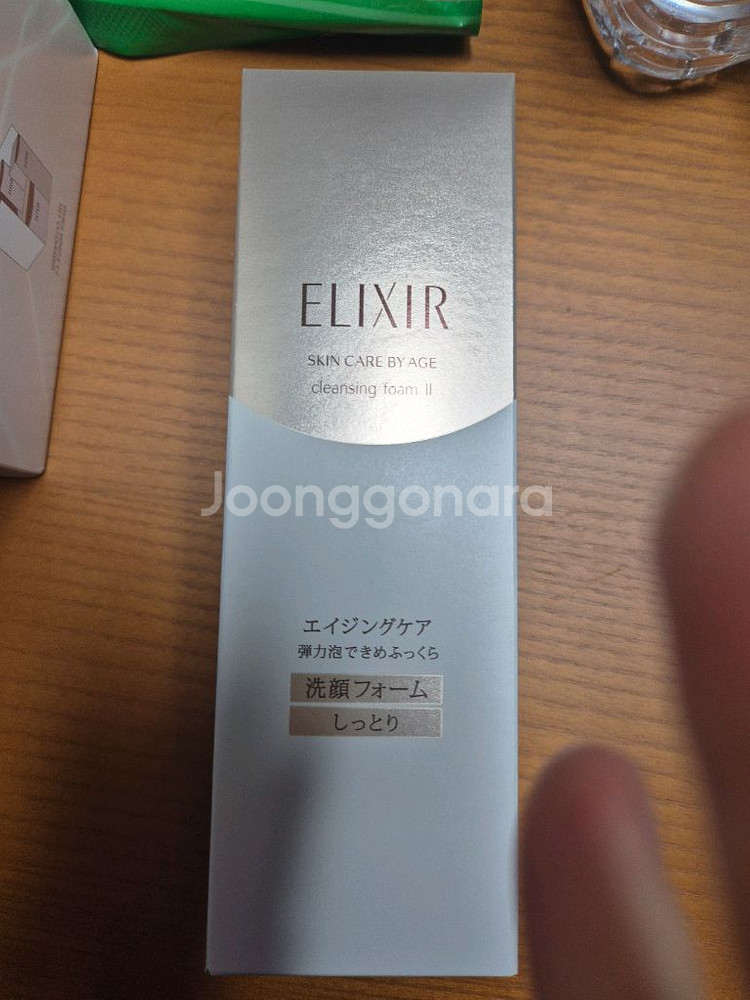 ELIXIR
SKIN CARE BY AGE
cleansing foam II
Joonggonara
エイジングケア
弾力泡できめふっくら
洗顔フォーム
しっとり